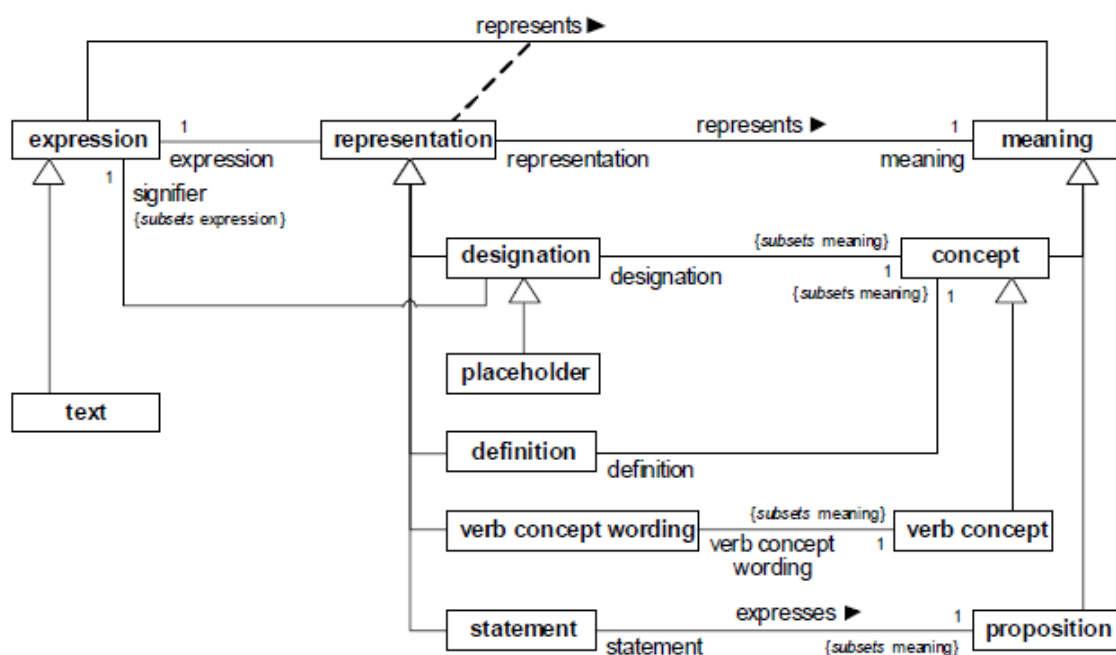 represents ►
expression
1
expression
representation
represents ►
representation
1
meaning
meaning
1
signifier
{subsets expression}
designation
designation
{subsets meaning}
1
concept
{subsets meaning}
1
placeholder
text
definition
definition
verb concept wording
verb concept
wording
{subsets meaning}
1
verb concept
statement
statement
expresses ►
1
{subsets meaning}
proposition